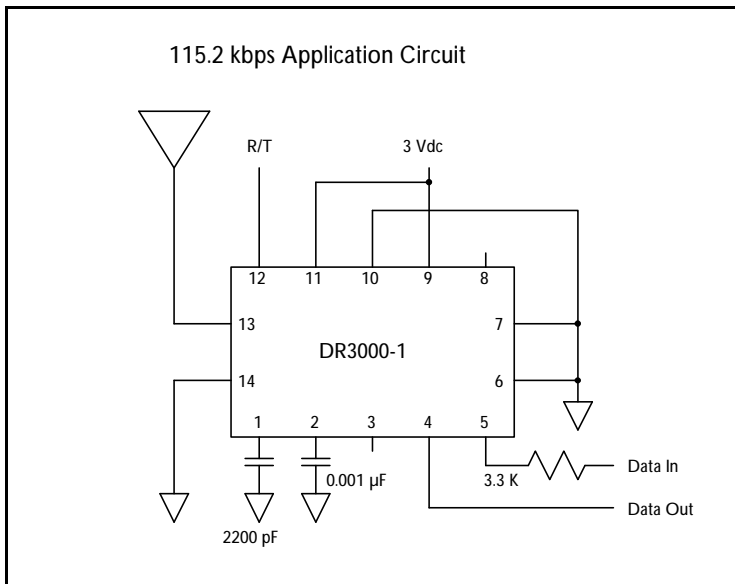 115.2 kbps Application Circuit
R/T
3 Vdc
12
11
10
9
8
13
7
DR3000-1
14
6
1
2
3
4
5
0.001 µF
3.3 K
Data In
Data Out
2200 pF